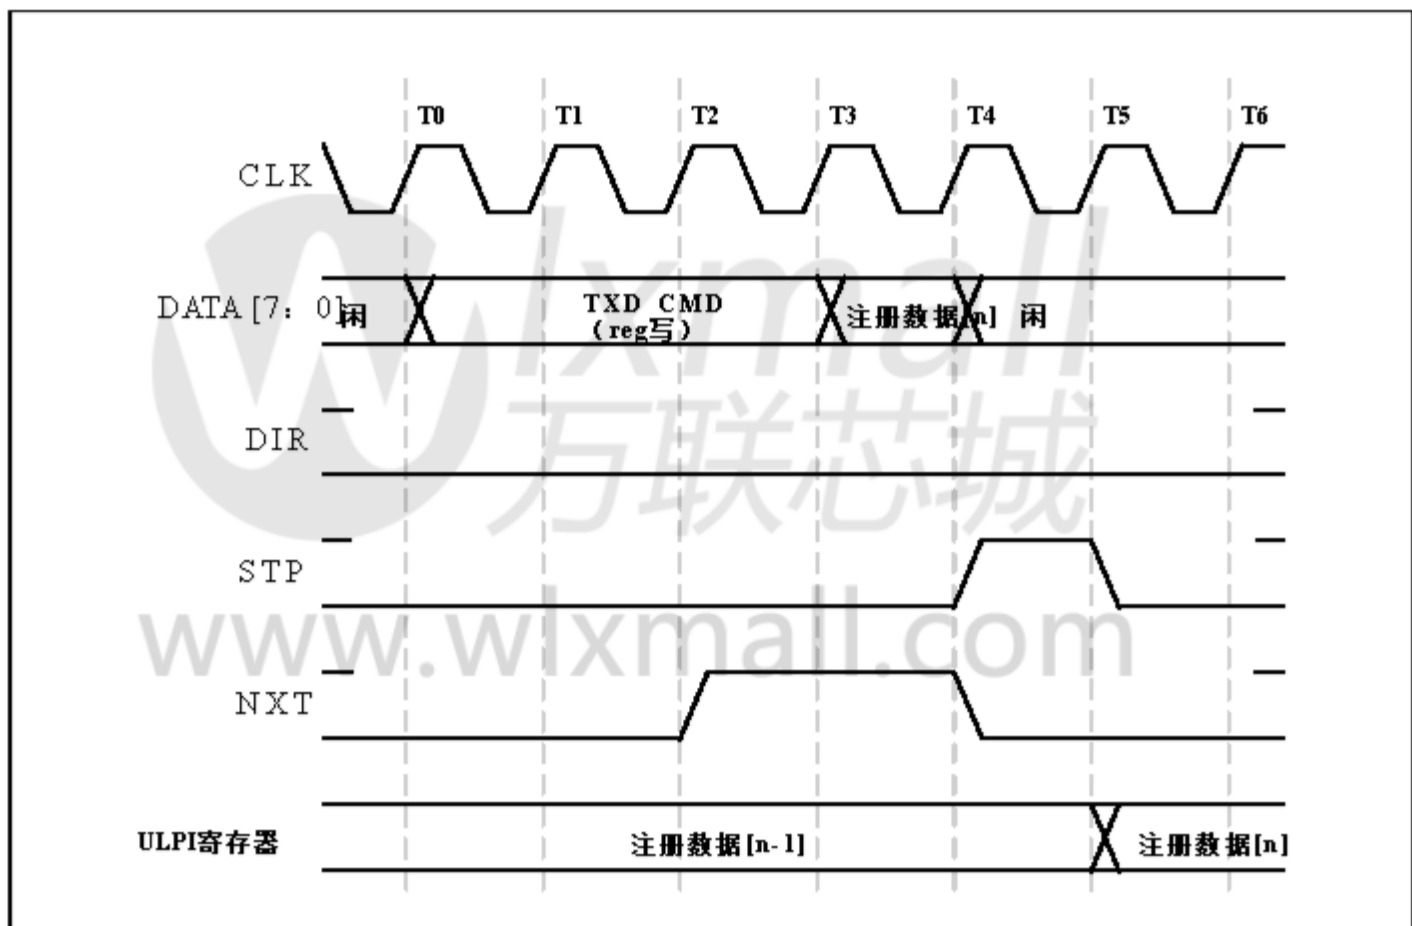 T0 T1 T2 T3 T4 T5 T6
CLK
DATA[7：0]
闲
TXD CMD
（reg写）
注册数据[n]
闲
DIR
STP
NXT
ULPI寄存器
注册数据[n-1]
注册数据[n]
lxmall
万联芯城
www.wlxmall.com